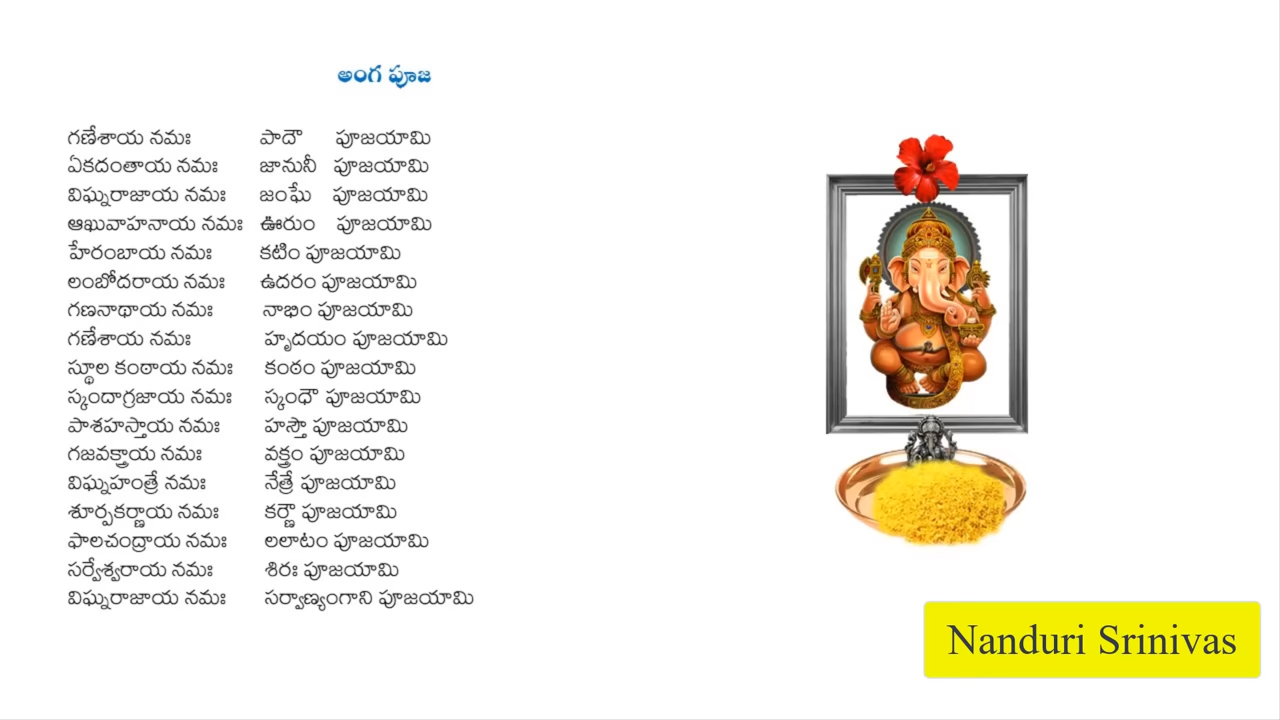 అంగ పూజ
గణేశాయ నమః పాదౌ పూజయామి
ఏకదంతాయ నమః జానునీ పూజయామి
విఘ్నరాజాయ నమః జంఘే పూజయామి
ఆఖువాహనాయ నమః ఊరుం పూజయామి
హేరంబాయ నమః కటిం పూజయామి
లంబోదరాయ నమః ఉదరం పూజయామి
గణనాథాయ నమః నాభిం పూజయామి
గణేశాయ నమః హృదయం పూజయామి
స్థూల కంఠాయ నమః కంఠం పూజయామి
స్కందాగ్రజాయ నమః స్కంధౌ పూజయామి
పాశహస్తాయ నమః హస్తౌ పూజయామి
గజవక్త్రాయ నమః వక్త్రం పూజయామి
విఘ్నహంత్రే నమః నేత్రే పూజయామి
శూర్పకర్ణాయ నమః కర్ణౌ పూజయామి
ఫాలచంద్రాయ నమః లలాటం పూజయామి
సర్వేశ్వరాయ నమః శిరః పూజయామి
విఘ్నరాజాయ నమః సర్వాణ్యంగాని పూజయామి
Nanduri Srinivas